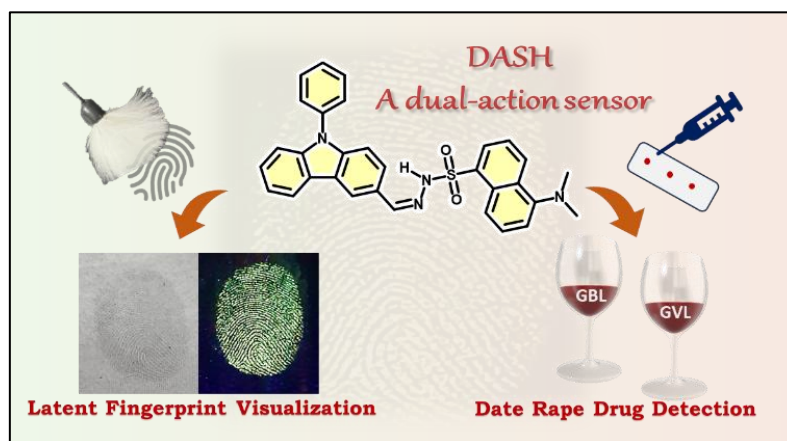 DASH
A dual-action sensor
N
O
H
N
N
S
O
N
GBL
GVL
Latent Fingerprint Visualization
Date Rape Drug Detection